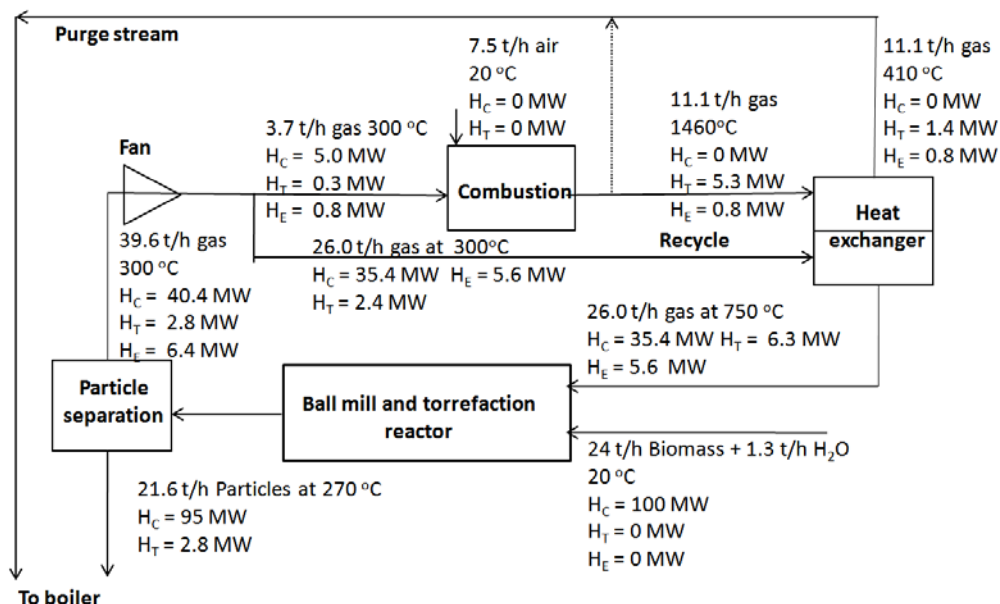 Purge stream
7.5 t/h air
20 °C
H_C = 0 MW
H_T = 0 MW
11.1 t/h gas
410 °C
H_C = 0 MW
H_T = 1.4 MW
H_E = 0.8 MW
Fan
3.7 t/h gas 300 °C
H_C = 5.0 MW
H_T = 0.3 MW
H_E = 0.8 MW
Combustion
11.1 t/h gas
1460°C
H_C = 0 MW
H_T = 5.3 MW
H_E = 0.8 MW
Heat
exchanger
39.6 t/h gas
300 °C
H_C = 40.4 MW
H_T = 2.8 MW
H_E = 6.4 MW
26.0 t/h gas at 300°C
H_C = 35.4 MW H_E = 5.6 MW
H_T = 2.4 MW
Recycle
26.0 t/h gas at 750 °C
H_C = 35.4 MW H_T = 6.3 MW
H_E = 5.6 MW
Particle
separation
Ball mill and torrefaction
reactor
24 t/h Biomass + 1.3 t/h H₂O
20 °C
H_C = 100 MW
H_T = 0 MW
H_E = 0 MW
21.6 t/h Particles at 270 °C
H_C = 95 MW
H_T = 2.8 MW
To boiler